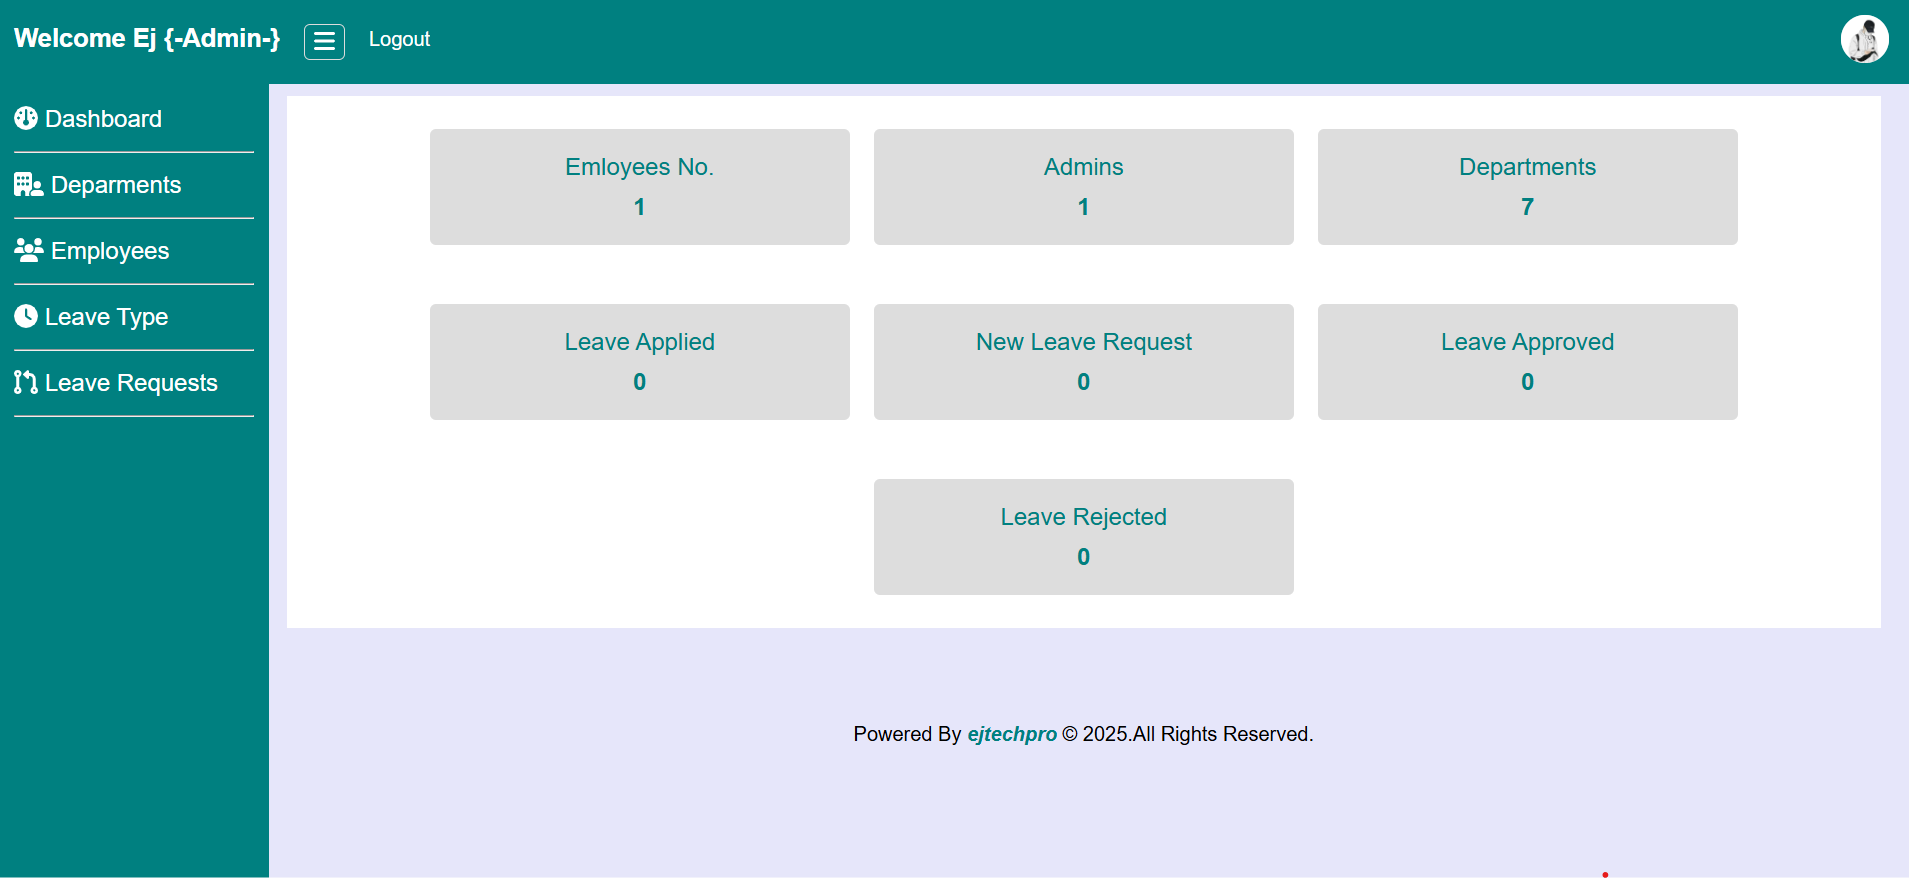 Welcome Ej {-Admin-}
Logout
Dashboard
Deparments
Employees
Leave Type
Leave Requests
Emloyees No.
1
Admins
1
Departments
7
Leave Applied
0
New Leave Request
0
Leave Approved
0
Leave Rejected
0
Powered By ejtechpro © 2025.All Rights Reserved.